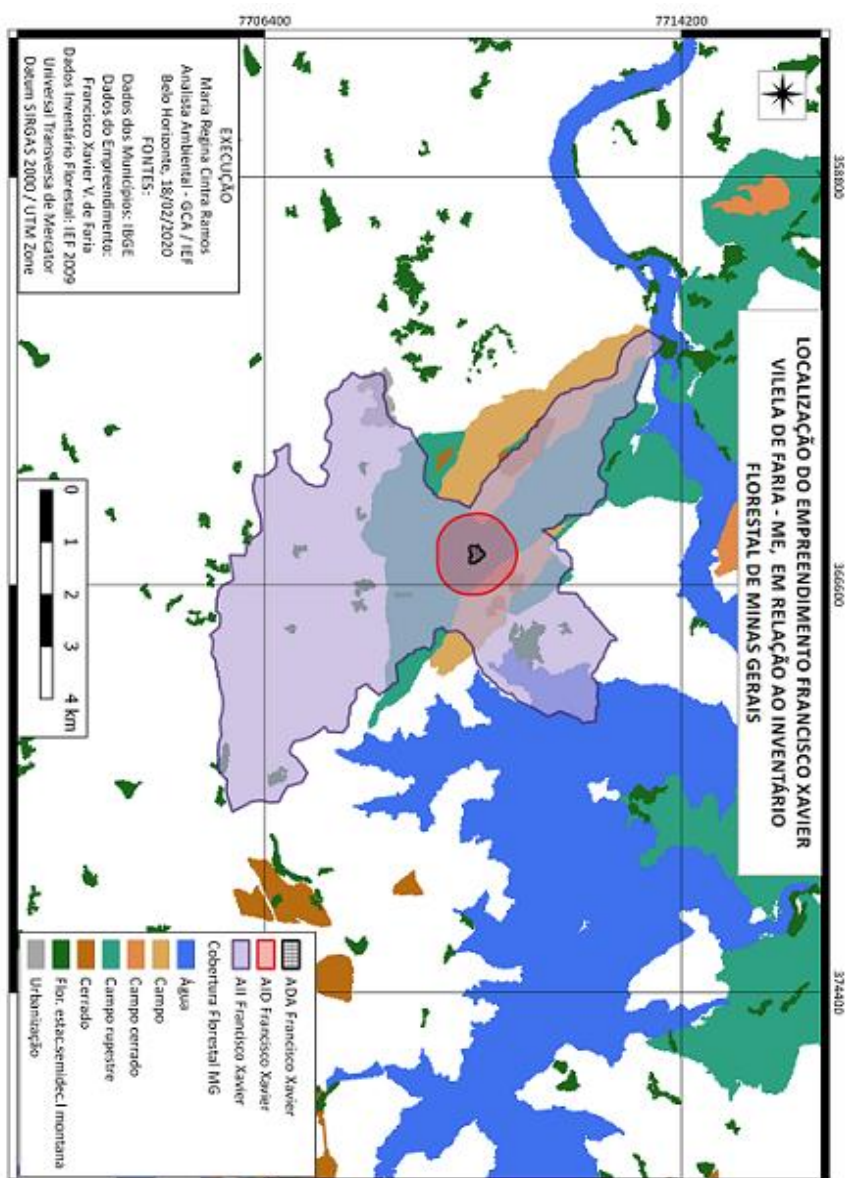 LOCALIZAÇÃO DO EMPREENDIMENTO FRANCISCO XAVIER
VILELA DE FARIA - ME, EM RELAÇÃO AO INVENTÁRIO
FLORESTAL DE MINAS GERAIS
358800
366600
374400
7714200
7706400
EXECUÇÃO
Maria Regina Cintra Ramos
Analista Ambiental - GCA / IEF
Belo Horizonte, 18/02/2020
FONTES:
Dados dos Municípios: IBGE
Dados do Empreendimento:
Francisco Xavier V. de Faria
Dados Inventário Florestal: IEF 2009
Universal Transversa de Mercator
Datum SIRGAS 2000 / UTM Zone
0 1 2 3 4 km
ADA Francisco Xavier
AID Francisco Xavier
AII Francisco Xavier
Cobertura Florestal MG
Água
Campo
Campo cerrado
Campo rupestre
Cerrado
Flor. estac.semidec.l montana
Urbanização